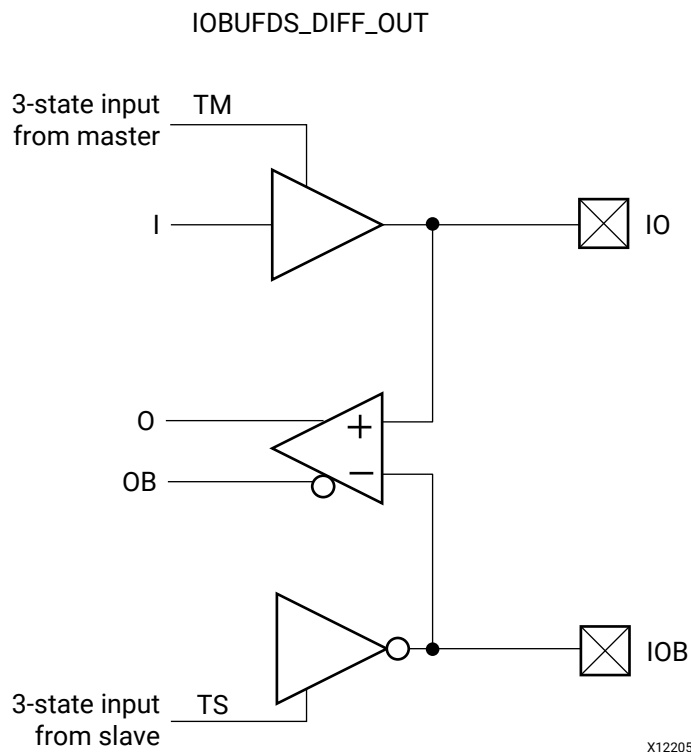 IOBUFDS_DIFF_OUT
3-state input
from master
TM
I
IO
O
+
OB
−
IOB
3-state input
from slave
TS
X12205